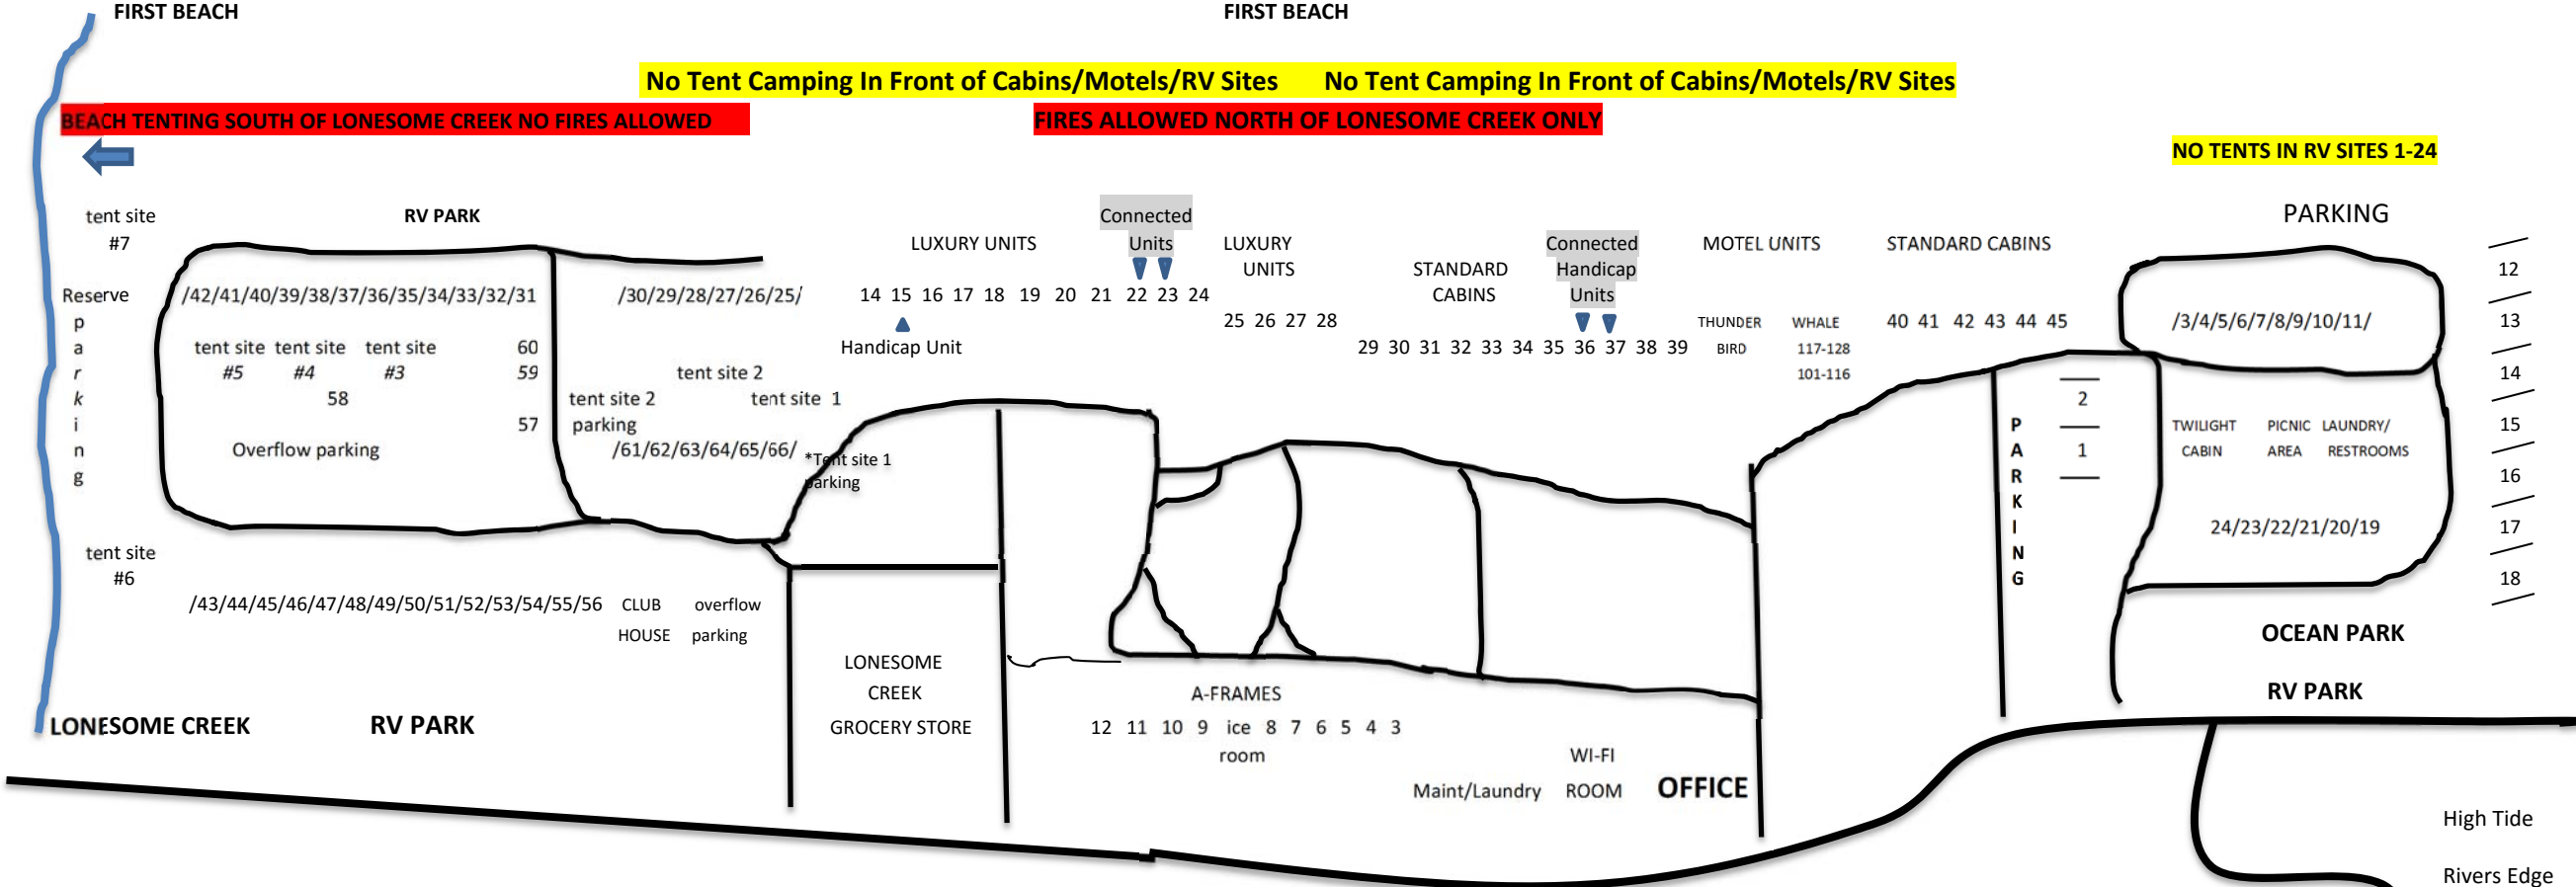 FIRST BEACH
FIRST BEACH
No Tent Camping In Front of Cabins/Motels/RV Sites No Tent Camping In Front of Cabins/Motels/RV Sites
BEACH TENTING SOUTH OF LONESOME CREEK NO FIRES ALLOWED
FIRES ALLOWED NORTH OF LONESOME CREEK ONLY
NO TENTS IN RV SITES 1-24
tent site
#7
Reserve
p
a
r
k
i
n
g
tent site
#6
RV PARK
/42/41/40/39/38/37/36/35/34/33/32/31
tent site tent site tent site
#5 #4 #3
60
59
58
57
Overflow parking
/30/29/28/27/26/25/
tent site 2
tent site 2
parking
tent site 1
/61/62/63/64/65/66/
*Tent site 1
parking
/43/44/45/46/47/48/49/50/51/52/53/54/55/56
CLUB
HOUSE
overflow
parking
LONESOME CREEK RV PARK
LUXURY UNITS
Connected
Units
14 15 16 17 18 19 20 21 22 23 24
Handicap Unit
LUXURY
UNITS
25 26 27 28
STANDARD
CABINS
Connected
Handicap
Units
29 30 31 32 33 34 35 36 37 38 39
MOTEL UNITS
THUNDER
BIRD
WHALE
117-128
101-116
STANDARD CABINS
40 41 42 43 44 45
LONESOME
CREEK
GROCERY STORE
A-FRAMES
12 11 10 9 ice 8 7 6 5 4 3
room
Maint/Laundry
WI-FI
ROOM
OFFICE
PARKING
2
1
PARKING
/3/4/5/6/7/8/9/10/11/
TWILIGHT
CABIN
PICNIC
AREA
LAUNDRY/
RESTROOMS
24/23/22/21/20/19
12
13
14
15
16
17
18
OCEAN PARK
RV PARK
High Tide
Rivers Edge